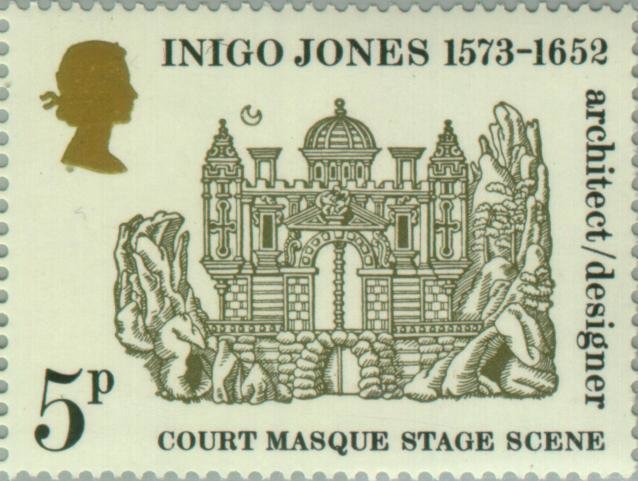 INIGO JONES 1573-1652
architect/designer
5p
COURT MASQUE STAGE SCENE